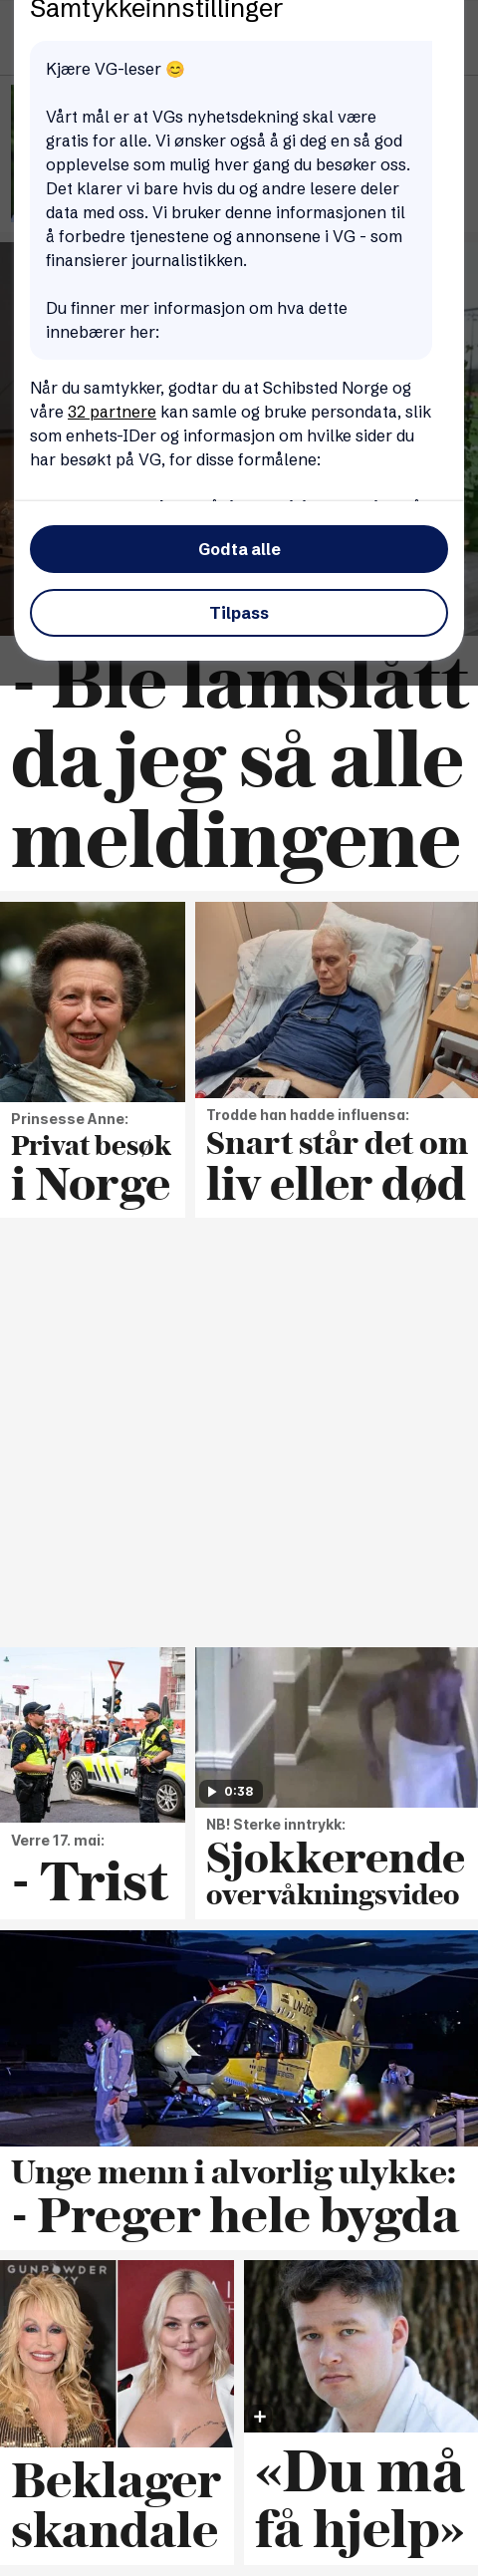 Samtykkeinnstillinger
Kjære VG-leser 😊
Vårt mål er at VGs nyhetsdekning skal være
gratis for alle. Vi ønsker også å gi deg en så god
opplevelse som mulig hver gang du besøker oss.
Det klarer vi bare hvis du og andre lesere deler
data med oss. Vi bruker denne informasjonen til
å forbedre tjenestene og annonsene i VG - som
finansierer journalistikken.
Du finner mer informasjon om hva dette
innebærer her:
Når du samtykker, godtar du at Schibsted Norge og
våre 32 partnere kan samle og bruke persondata, slik
som enhets-IDer og informasjon om hvilke sider du
har besøkt på VG, for disse formålene:
Godta alle
Tilpass
- Ble lamslått
da jeg så alle
meldingene
Prinsesse Anne:
Privat besøk
i Norge
Trodde han hadde influensa:
Snart står det om
liv eller død
Verre 17. mai:
- Trist
0:38
NB! Sterke inntrykk:
Sjokkerende
overvåkningsvideo
Unge menn i alvorlig ulykke:
- Preger hele bygda
GUNPOWDER
Beklager
skandale
«Du må
få hjelp»